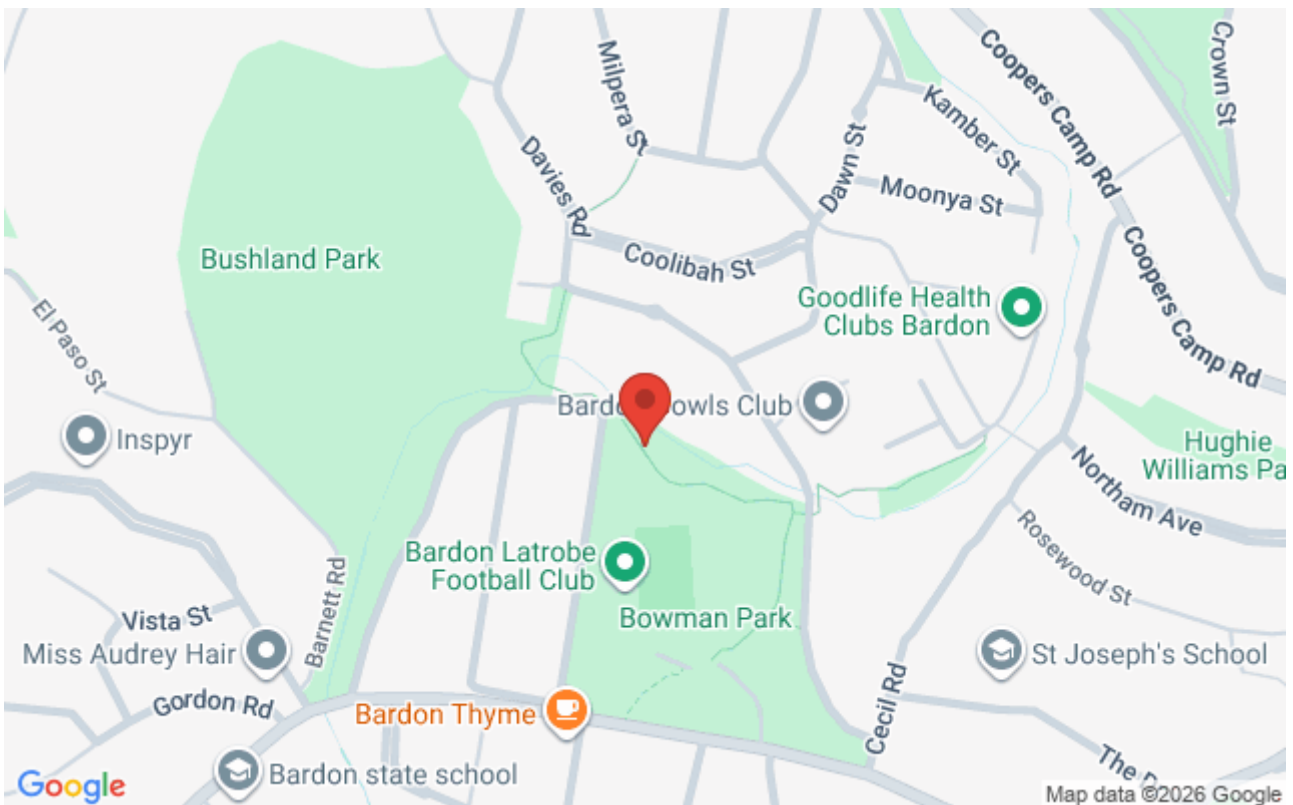 Milpera St
Coopers Camp Rd
Crown St
Kamber St
Davies Rd
Dawn St
Moonya St
Bushland Park
Coolibah St
Goodlife Health
Clubs Bardon
Coopers Camp Rd
El Paso St
Club
Inspyr
Hughie
Williams
Northam Ave
Rosewood St
Bardon Latrobe
Football Club
Bowman Park
Barnett Rd
Vista St
Miss Audrey Hair
St Joseph's School
Gordon Rd
Bardon Thyme
Cecil Rd
The
Bardon state school
Google
Map data ©2026 Google